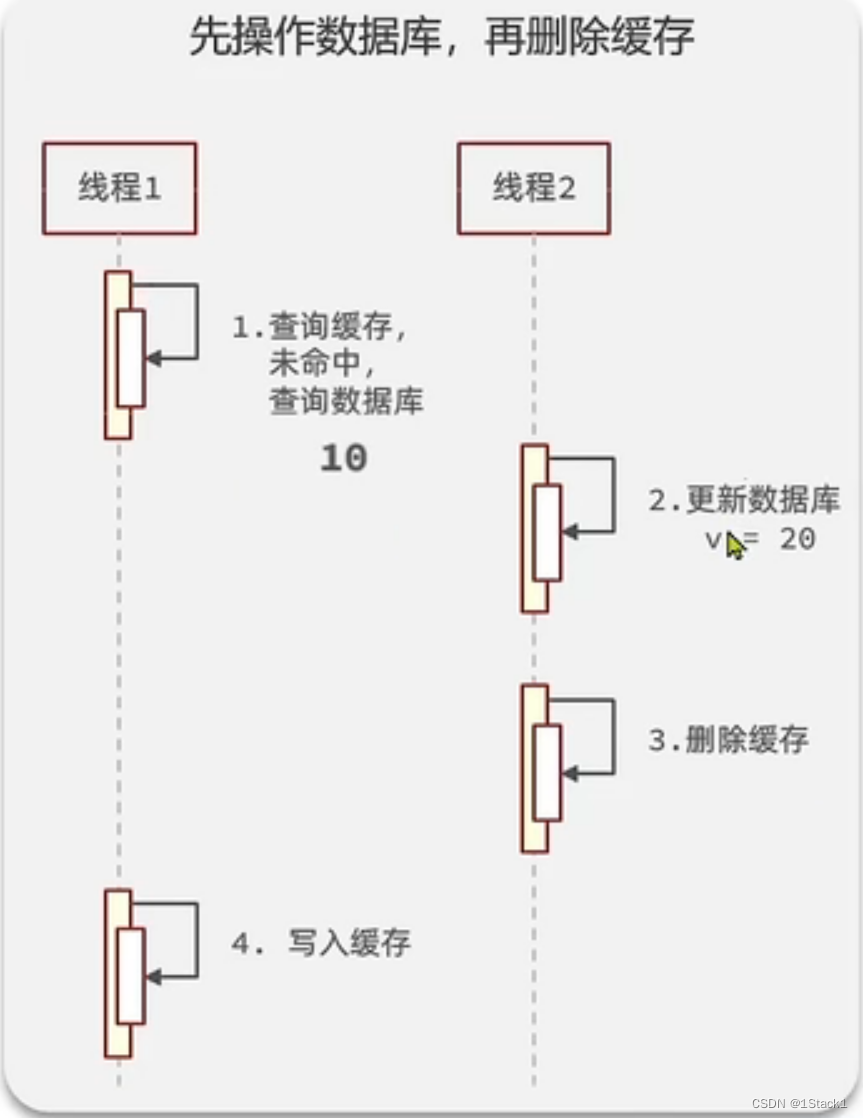 先操作数据库，再删除缓存
线程1
线程2
1.查询缓存，
未命中，
查询数据库
10
2.更新数据库
v = 20
3.删除缓存
4. 写入缓存
CSDN @1Stack1